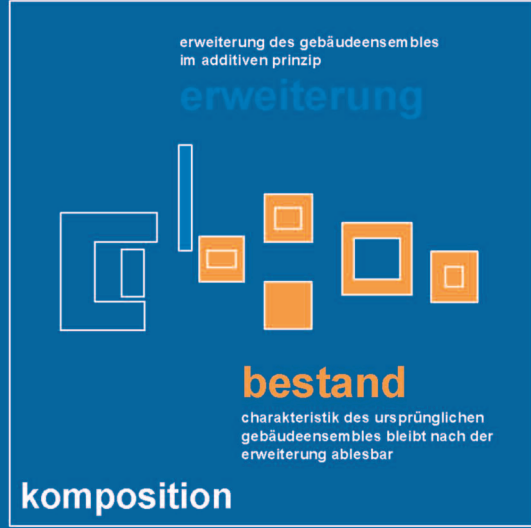 erweiterung des gebäudeensembles
im additiven prinzip
erweiterung
bestand
charakteristik des ursprünglichen
gebäudeensembles bleibt nach der
erweiterung ablesbar
komposition